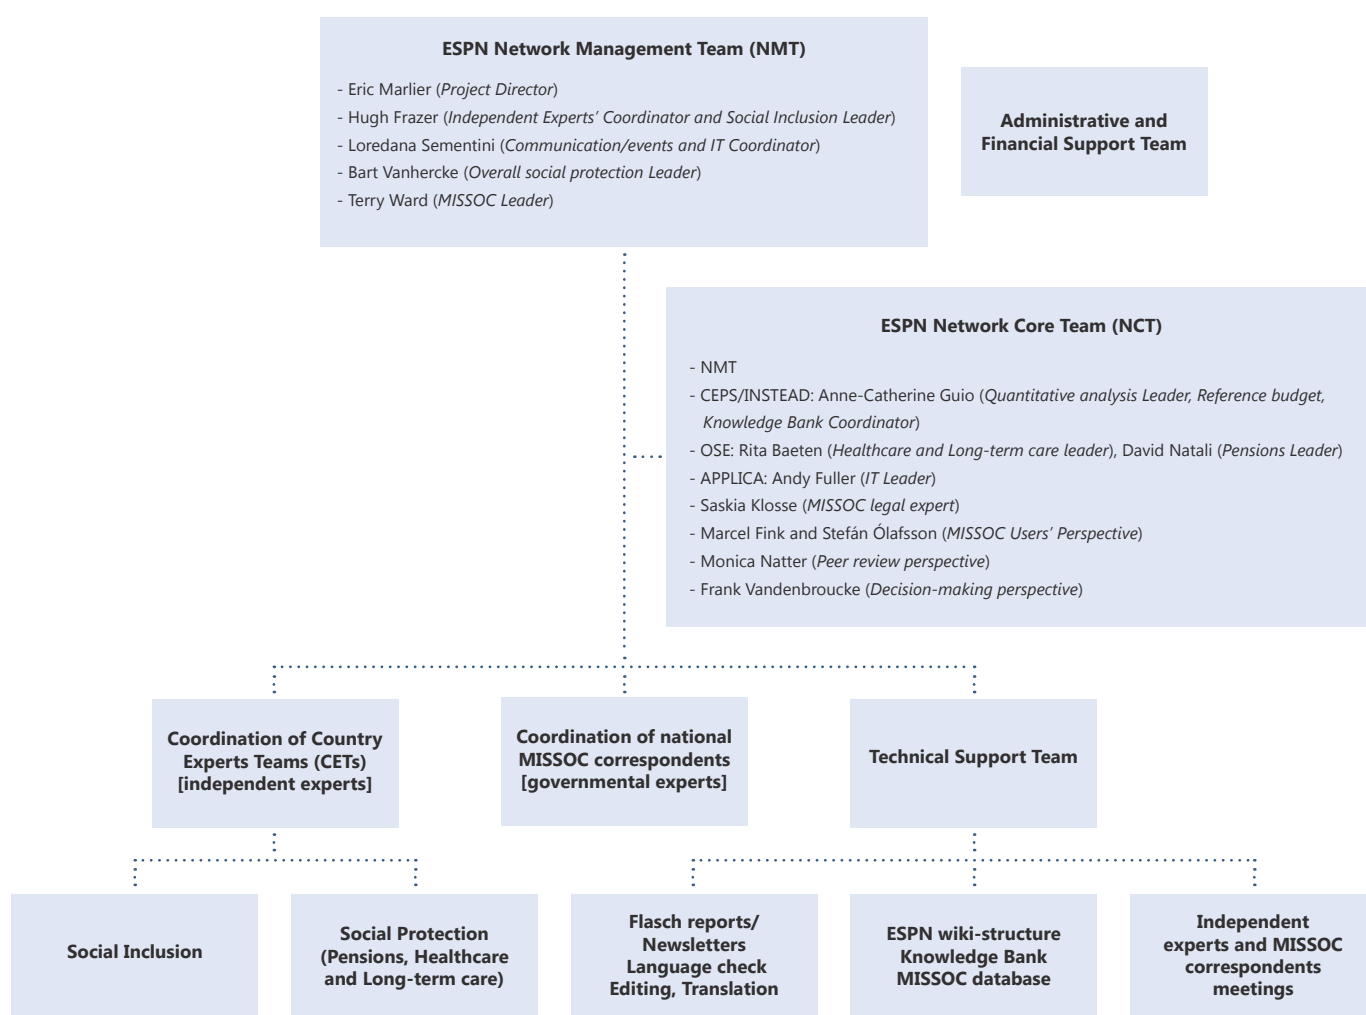 ESPN Network Management Team (NMT)
- Eric Marlier (Project Director)
- Hugh Frazer (Independent Experts’ Coordinator and Social Inclusion Leader)
- Loredana Sementini (Communication/events and IT Coordinator)
- Bart Vanhercke (Overall social protection Leader)
- Terry Ward (MISSOC Leader)
Administrative and
Financial Support Team
ESPN Network Core Team (NCT)
- NMT
- CEPS/INSTEAD: Anne-Catherine Guio (Quantitative analysis Leader, Reference budget,
Knowledge Bank Coordinator)
- OSE: Rita Baeten (Healthcare and Long-term care leader), David Natali (Pensions Leader)
- APPLICA: Andy Fuller (IT Leader)
- Saskia Klosse (MISSOC legal expert)
- Marcel Fink and Stefán Ólafsson (MISSOC Users’ Perspective)
- Monica Natter (Peer review perspective)
- Frank Vandenbroucke (Decision-making perspective)
Coordination of Country
Experts Teams (CETs)
[independent experts]
Coordination of national
MISSOC correspondents
[governmental experts]
Technical Support Team
Social Inclusion
Social Protection
(Pensions, Healthcare
and Long-term care)
Flasch reports/
Newsletters
Language check
Editing, Translation
ESPN wiki-structure
Knowledge Bank
MISSOC database
Independent
experts and MISSOC
correspondents
meetings